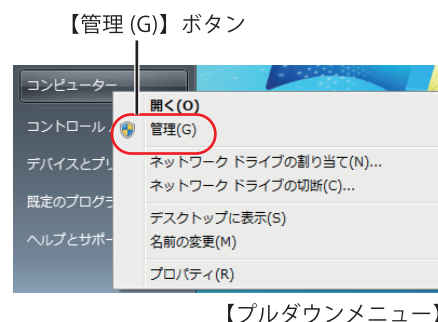 【管理 (G)】ボタン
コンピューター
開く(O)
コントロール
管理(G)
デバイスとプリ
ネットワーク ドライブの割り当て(N)...
ネットワーク ドライブの切断(C)...
既定のプログラ
デスクトップに表示(S)
ヘルプとサポー
名前の変更(M)
プロパティ(R)
【プルダウンメニュー】